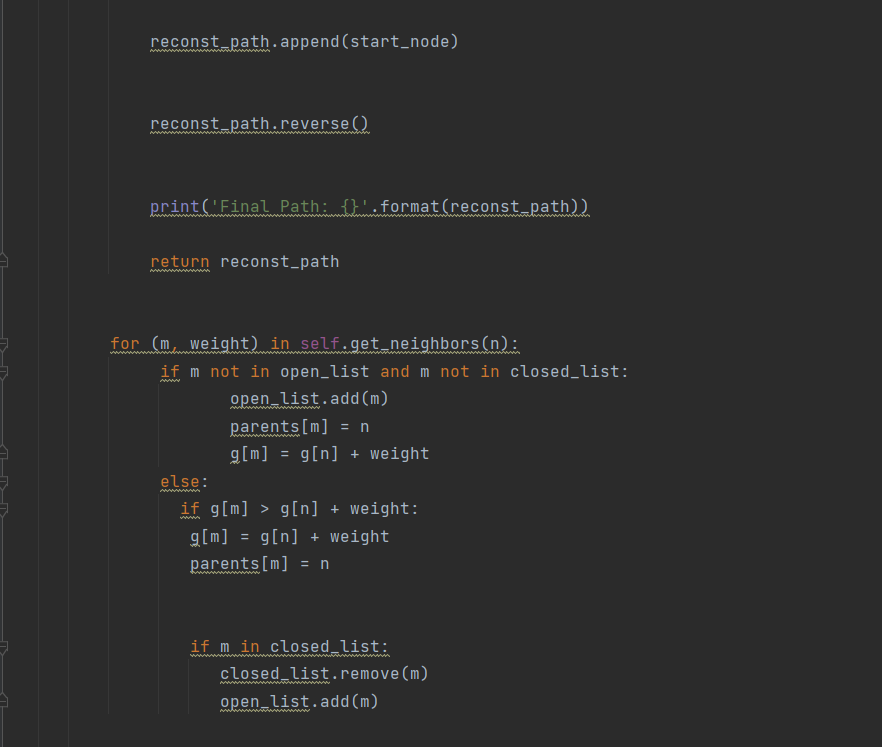 reconst_path.append(start_node)
reconst_path.reverse()
print('Final Path: {}'.format(reconst_path))
return reconst_path
for (m, weight) in self.get_neighbors(n):
if m not in open_list and m not in closed_list:
open_list.add(m)
parents[m] = n
g[m] = g[n] + weight
else:
if g[m] > g[n] + weight:
g[m] = g[n] + weight
parents[m] = n
if m in closed_list:
closed_list.remove(m)
open_list.add(m)